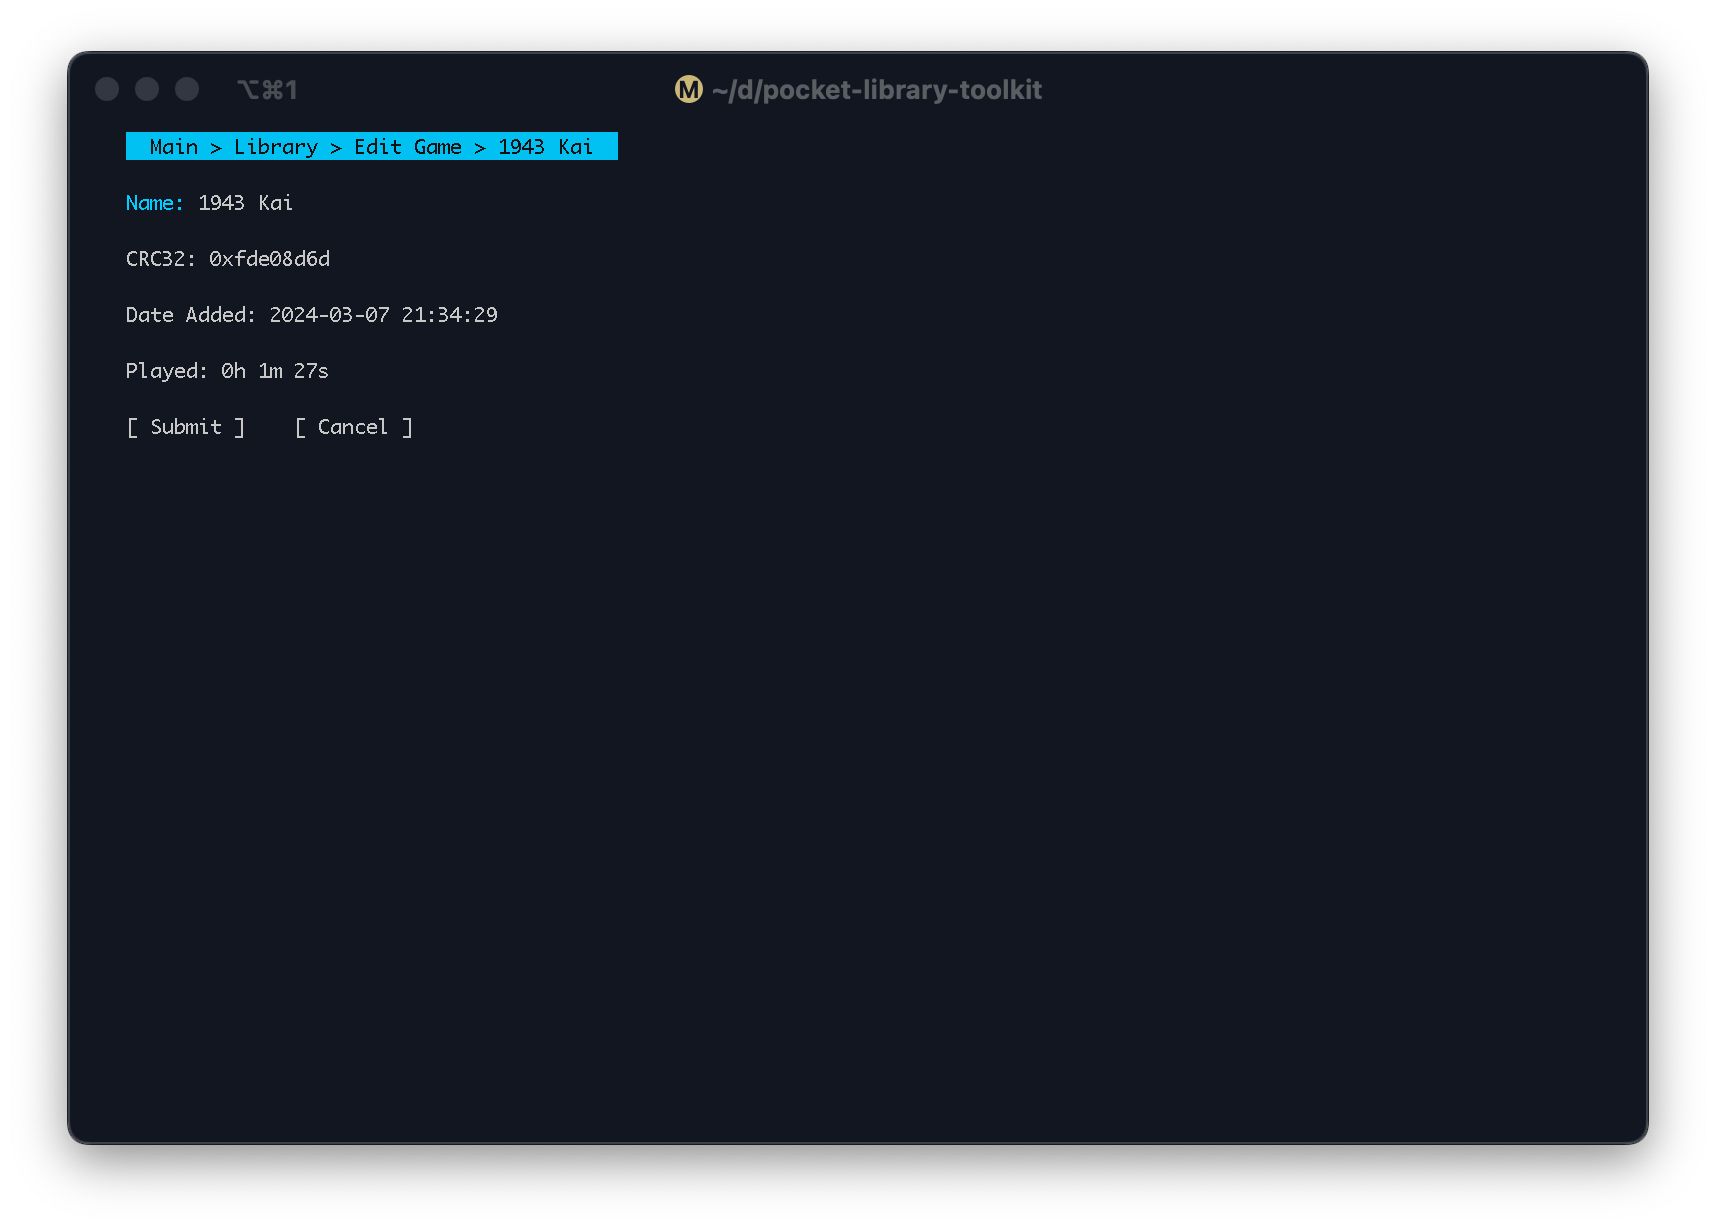 ⌥⌘1 M ~/d/pocket-library-toolkit
Main > Library > Edit Game > 1943 Kai
Name: 1943 Kai
CRC32: 0xfde08d6d
Date Added: 2024-03-07 21:34:29
Played: 0h 1m 27s
[ Submit ] [ Cancel ]